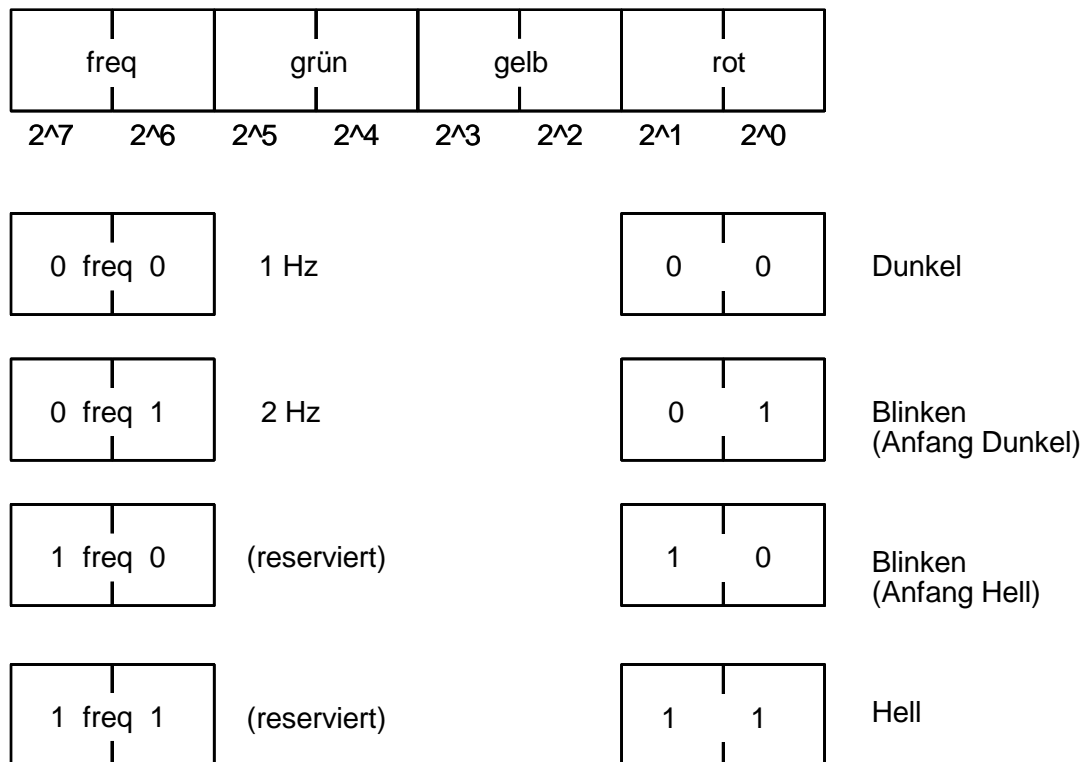 freq grün gelb rot
2^7 2^6 2^5 2^4 2^3 2^2 2^1 2^0
0 freq 0 1 Hz 0 0 Dunkel
0 freq 1 2 Hz 0 1 Blinken
(Anfang Dunkel)
1 freq 0 (reserviert) 1 0 Blinken
(Anfang Hell)
1 freq 1 (reserviert) 1 1 Hell